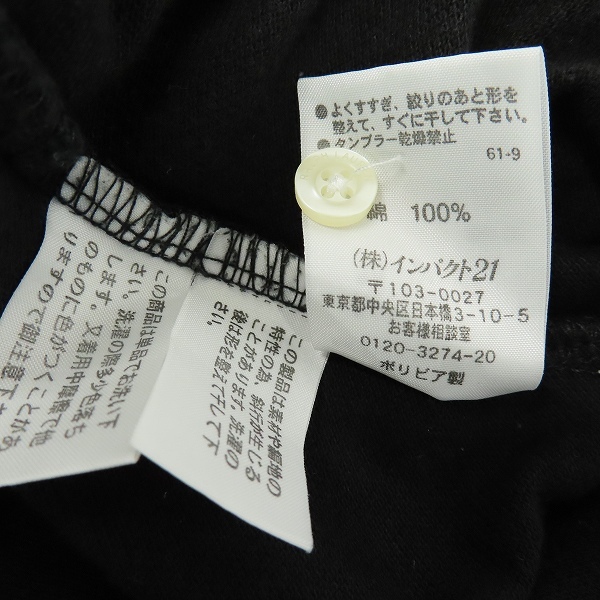 ●よくすすぎ、絞りのあと形を
整えて、すぐに干して下さい。
●タンブラー乾燥禁止
61-9
綿 100%
(株)インパクト21
〒103-0027
東京都中央区日本橋3-10-5
お客様相談室
0120-3274-20
ボリビア製
この製品は素材や編地の
特性の為、斜行が生じる
ことがあります。洗濯の
後は形を整えて干して下
さい。
この商品は単品でお洗い下
さい。洗濯の際多少色落ち
します。又着用中摩擦で他
のものに色がつくことがあ
りますので御注意下さ